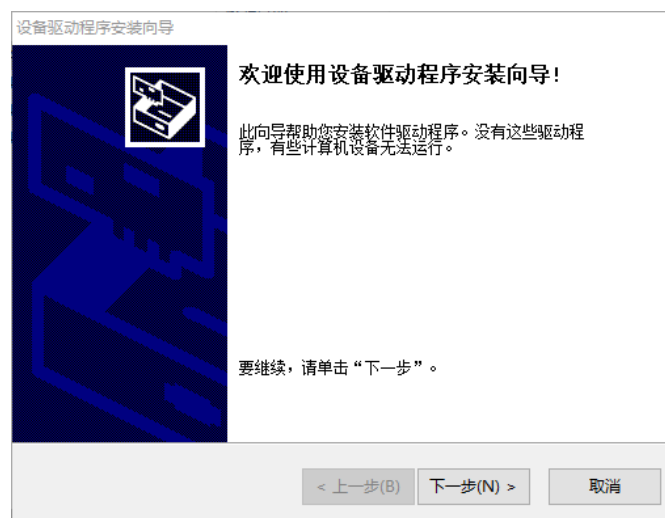 设备驱动程序安装向导
欢迎使用设备驱动程序安装向导!
此向导帮助您安装软件驱动程序。没有这些驱动程
序，有些计算机设备无法运行。
要继续，请单击“下一步”。
< 上一步(B)
下一步(N) >
取消